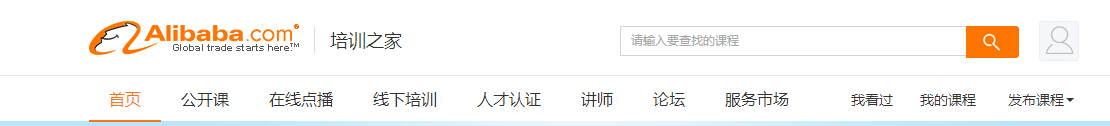 Alibaba.com®
Global trade starts here.™
培训之家
请输入要查找的课程
首页 公开课 在线点播 线下培训 人才认证 讲师 论坛 服务市场 我看过 我的课程 发布课程